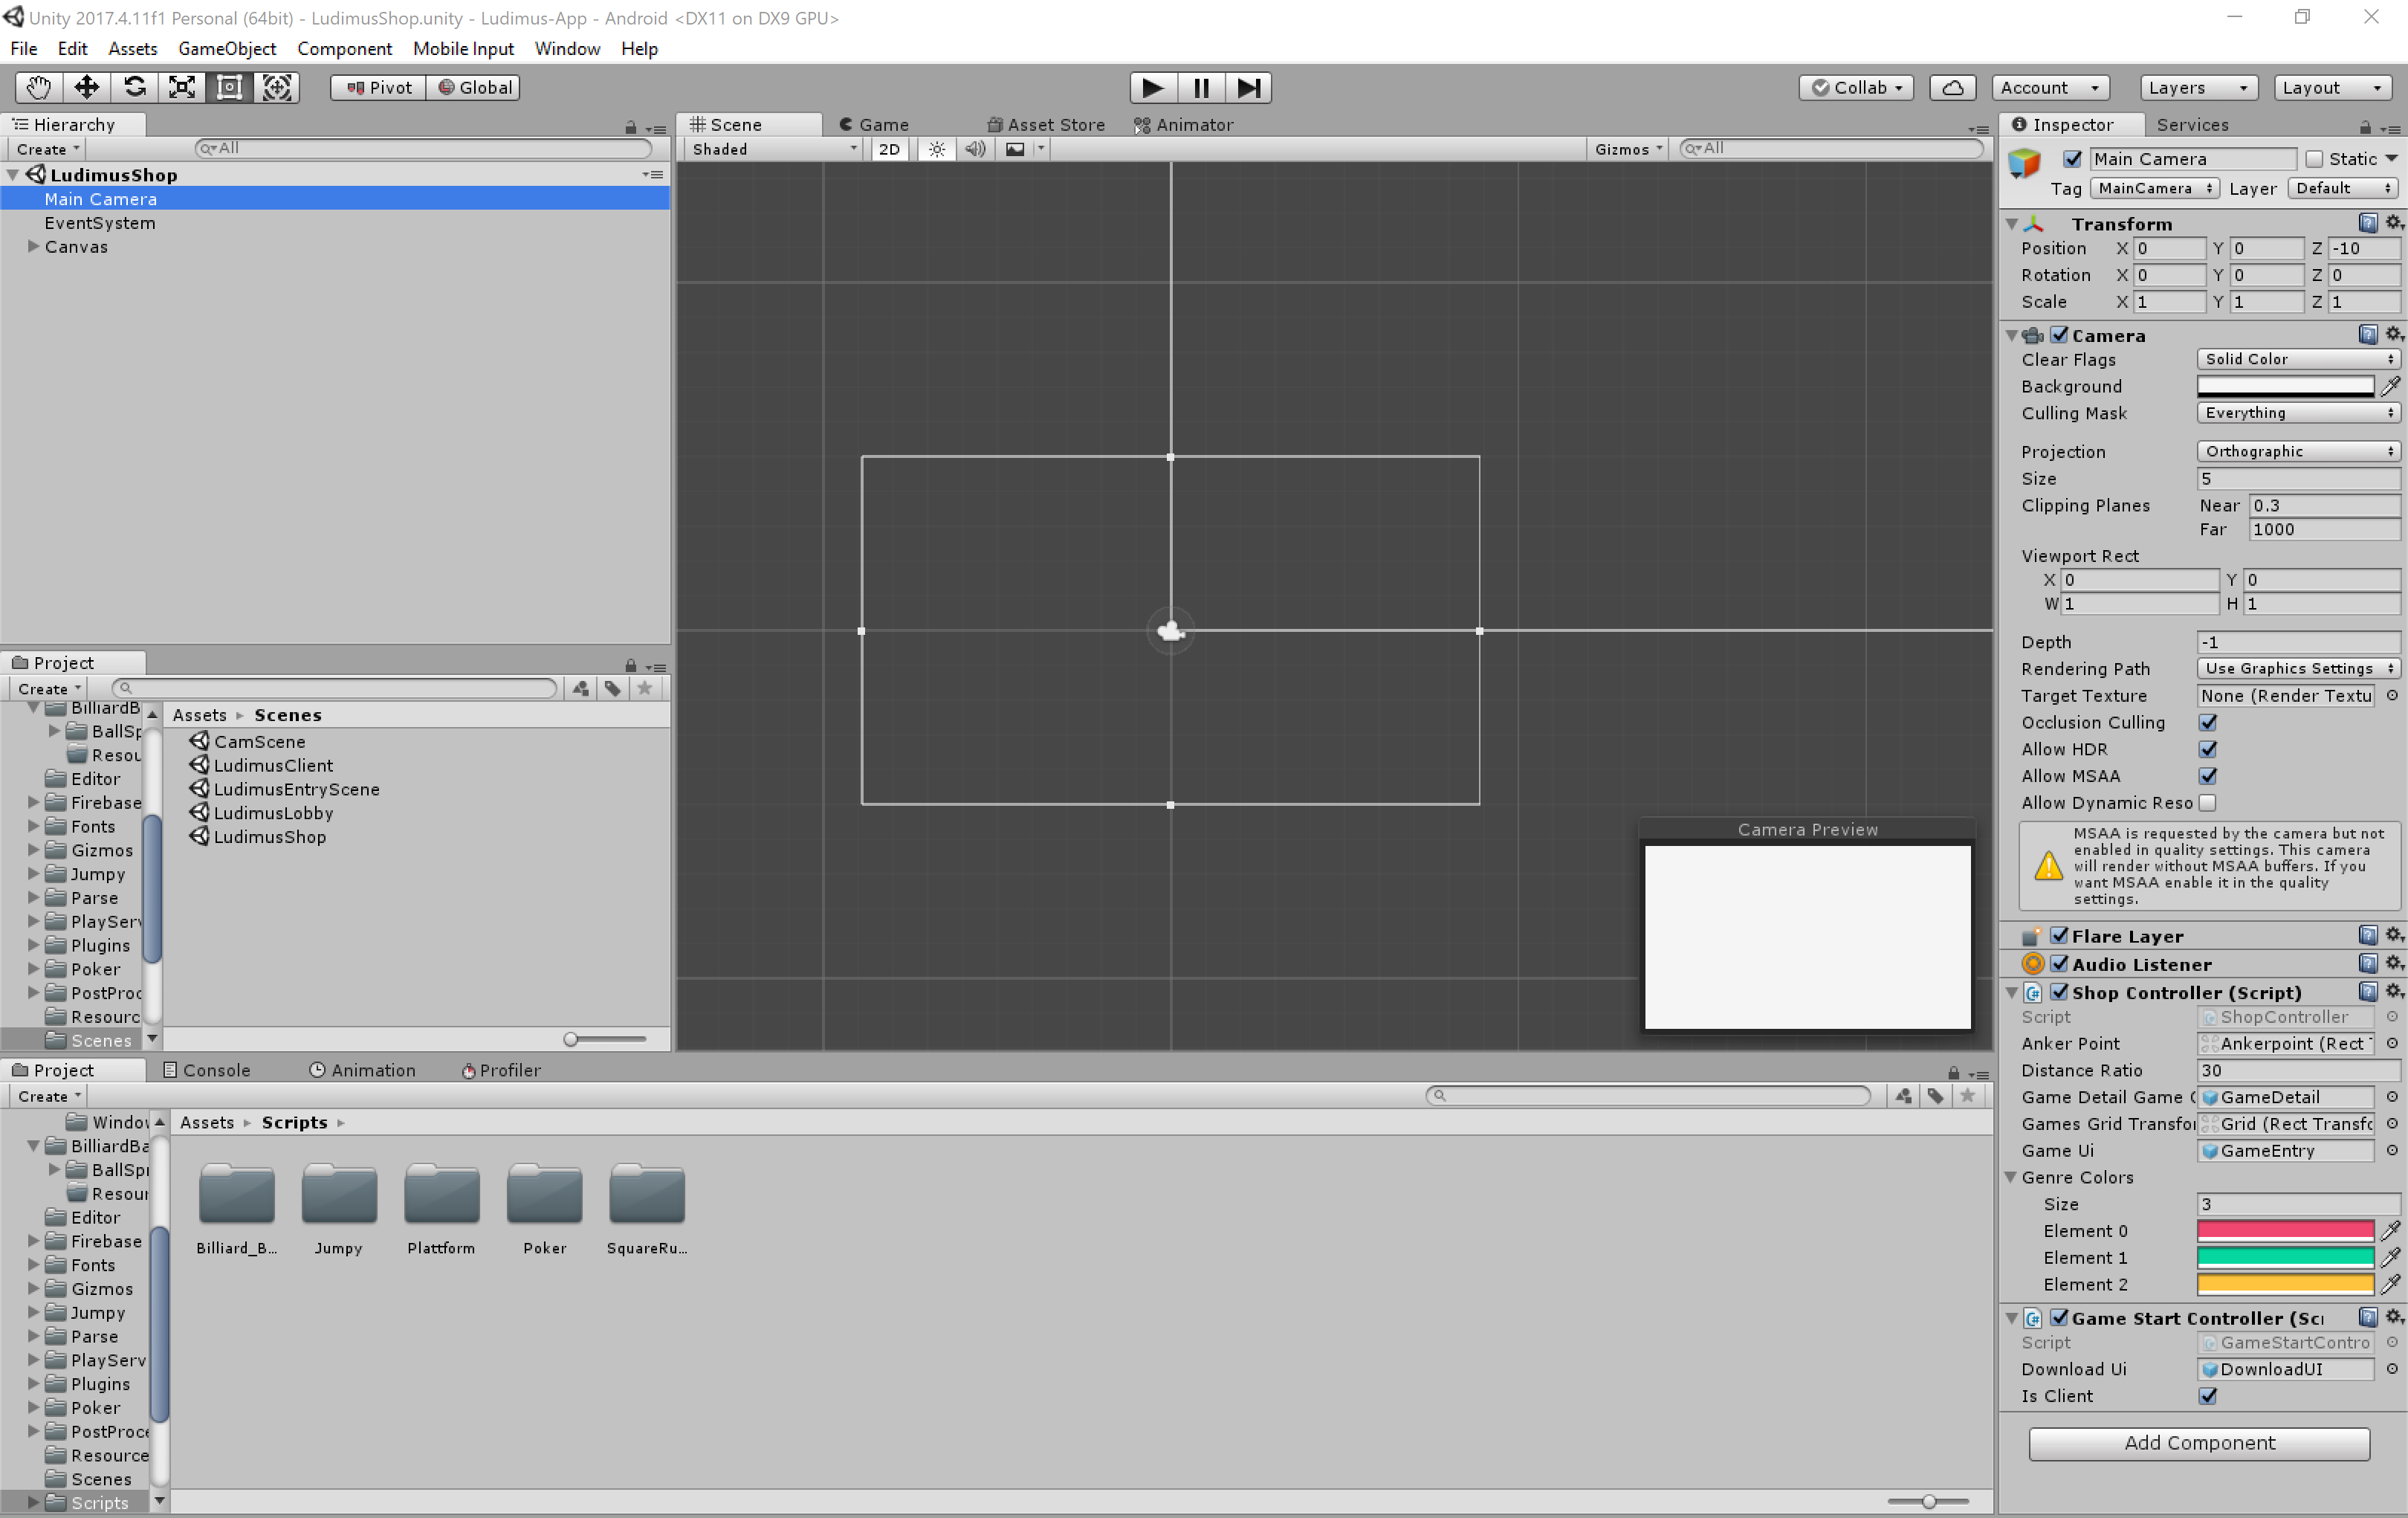 Unity 2017.4.11f1 Personal (64bit) - LudimusShop.unity - Ludimus-App - Android <DX11 on DX9 GPU>
File Edit Assets GameObject Component Mobile Input Window Help
Pivot Global Collab Account Layers Layout
Hierarchy
Create All
LudimusShop
Main Camera
EventSystem
Canvas
Project
Create
BilliardB
BallSp
Resou
Editor
Firebase
Fonts
Gizmos
Jumpy
Parse
PlayServ
Plugins
Poker
PostProc
Resourc
Scenes
Assets Scenes
CamScene
LudimusClient
LudimusEntryScene
LudimusLobby
LudimusShop
Scene Game Asset Store Animator
Shaded 2D Gizmos All
Camera Preview
Project Console Animation Profiler
Create
Windov
BilliardBa
BallSpr
Resour
Editor
Firebase
Fonts
Gizmos
Jumpy
Parse
PlayServ
Plugins
Poker
PostProce
Resource
Scenes
Scripts
Assets Scripts
Billiard_B... Jumpy Plattform Poker SquareRu...
Inspector Services
Main Camera Static
Tag MainCamera Layer Default
Transform
Position X 0 Y 0 Z -10
Rotation X 0 Y 0 Z 0
Scale X 1 Y 1 Z 1
Camera
Clear Flags Solid Color
Background
Culling Mask Everything
Projection Orthographic
Size 5
Clipping Planes Near 0.3
Far 1000
Viewport Rect
X 0 Y 0
W 1 H 1
Depth -1
Rendering Path Use Graphics Settings
Target Texture None (Render Textu
Occlusion Culling
Allow HDR
Allow MSAA
Allow Dynamic Reso
MSAA is requested by the camera but not
enabled in quality settings. This camera
will render without MSAA buffers. If you
want MSAA enable it in the quality
settings.
Flare Layer
Audio Listener
Shop Controller (Script)
Script ShopController
Anker Point Ankerpoint (Rect T
Distance Ratio 30
Game Detail Game GameDetail
Games Grid Transfor Grid (Rect Transfo
Game Ui GameEntry
Genre Colors
Size 3
Element 0
Element 1
Element 2
Game Start Controller (Scr
Script GameStartContro
Download Ui DownloadUI
Is Client
Add Component